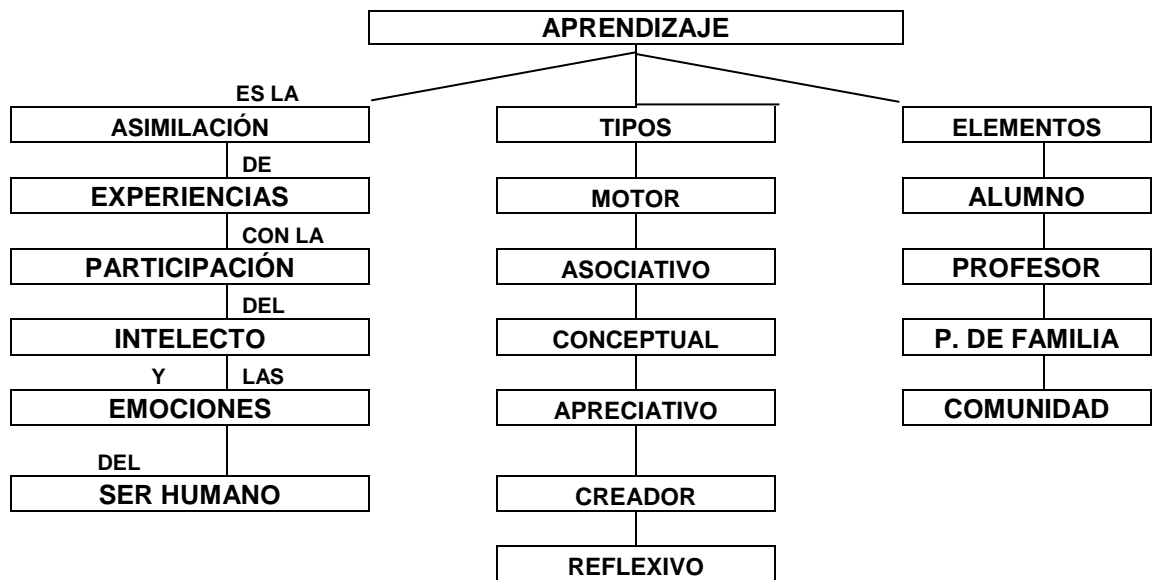 APRENDIZAJE
ES LA
ASIMILACIÓN
DE
EXPERIENCIAS
CON LA
PARTICIPACIÓN
DEL
INTELECTO
Y LAS
EMOCIONES
DEL
SER HUMANO
TIPOS
MOTOR
ASOCIATIVO
CONCEPTUAL
APRECIATIVO
CREADOR
REFLEXIVO
ELEMENTOS
ALUMNO
PROFESOR
P. DE FAMILIA
COMUNIDAD